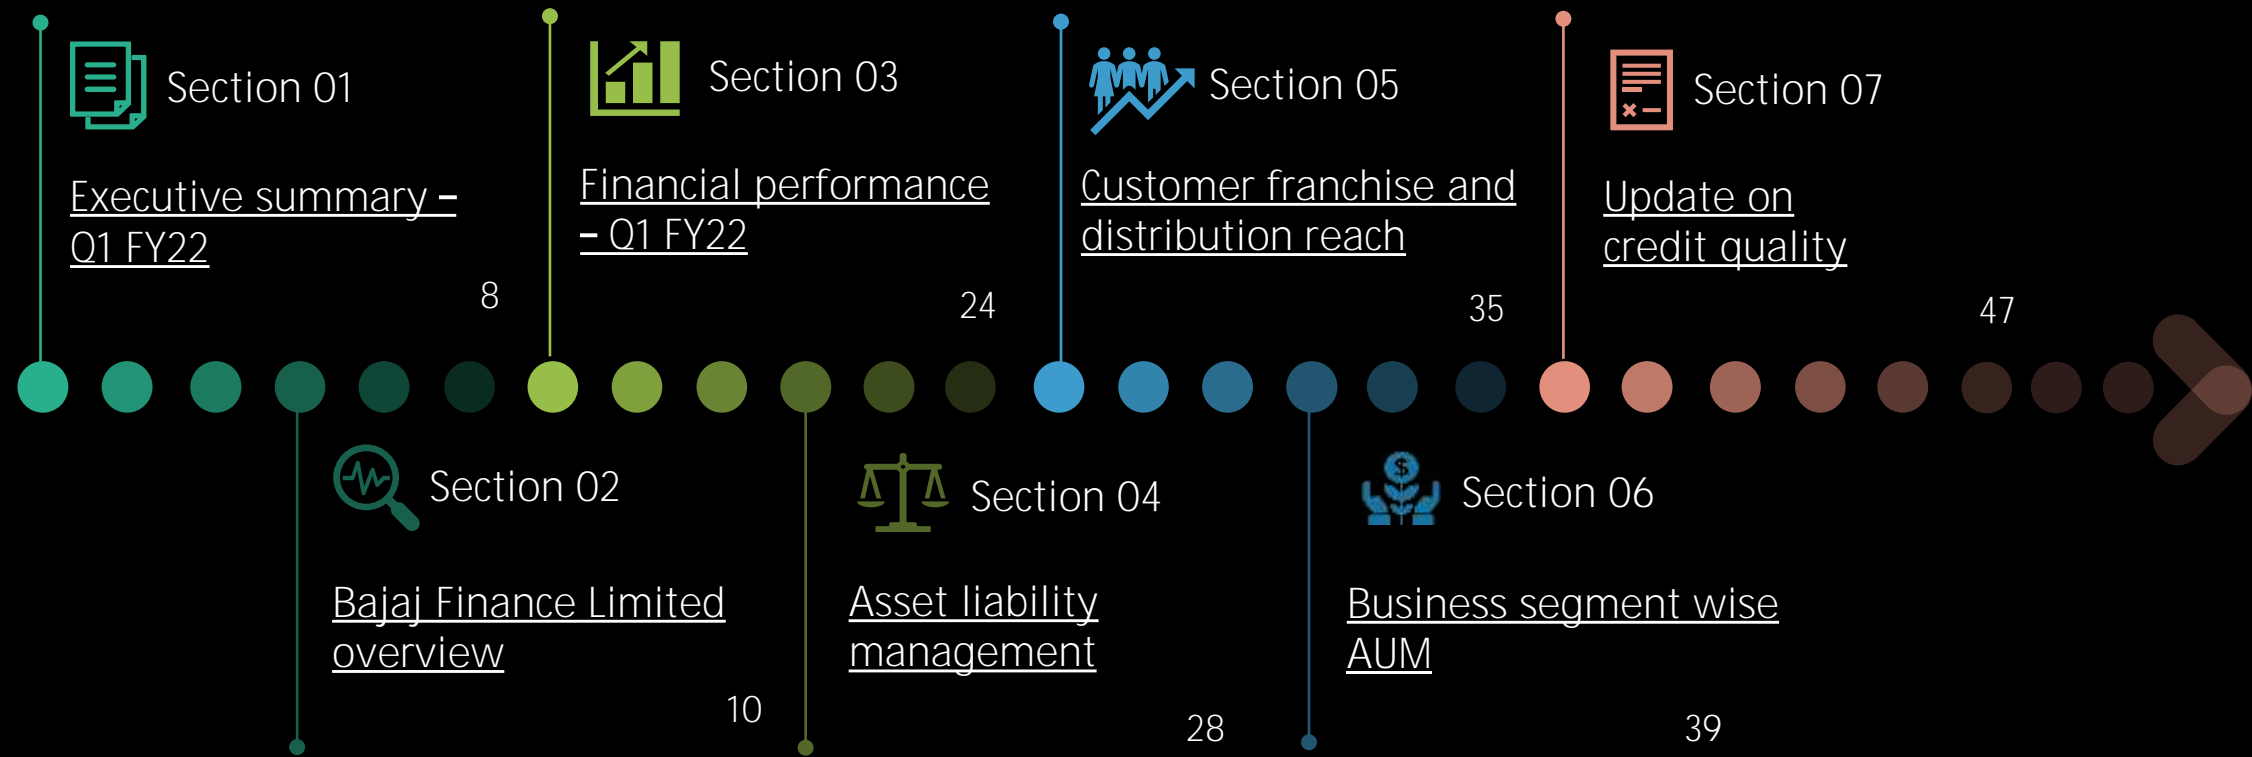 Section 01
Executive summary –
Q1 FY22
8
Section 02
Bajaj Finance Limited
overview
10
Section 03
Financial performance
– Q1 FY22
24
Section 04
Asset liability
management
28
Section 05
Customer franchise and
distribution reach
35
Section 06
Business segment wise
AUM
39
Section 07
Update on
credit quality
47